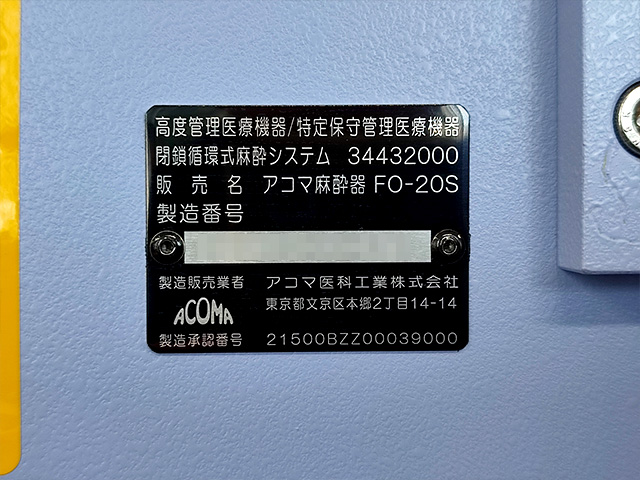 高度管理医療機器/特定保守管理医療機器
閉鎖循環式麻酔システム 34432000
販売名 アコマ麻酔器 FO-20S
製造番号
製造販売業者 アコマ医科工業株式会社
東京都文京区本郷2丁目14-14
ACOMA
製造承認番号 21500BZZ00039000